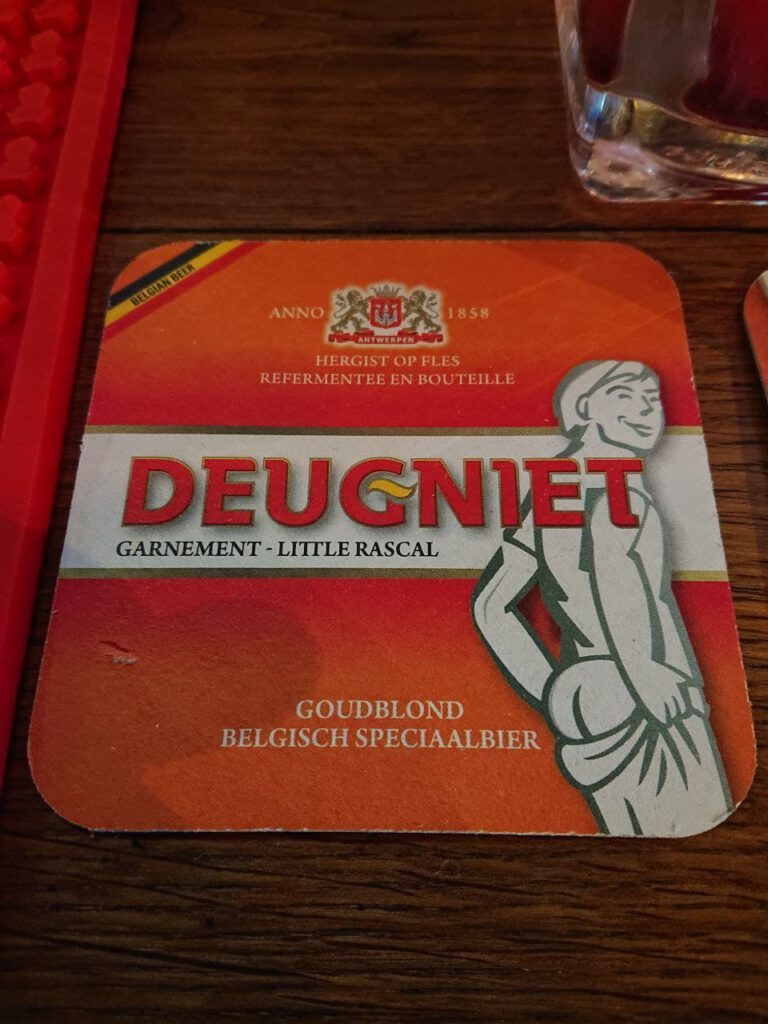 BELGIAN BEER
ANNO 1858
ANTWERPEN
HERGIST OP FLES
REFERMENTEE EN BOUTEILLE
DEUGNIET
GARNEMENT - LITTLE RASCAL
GOUDBLOND
BELGISCH SPECIAALBIER